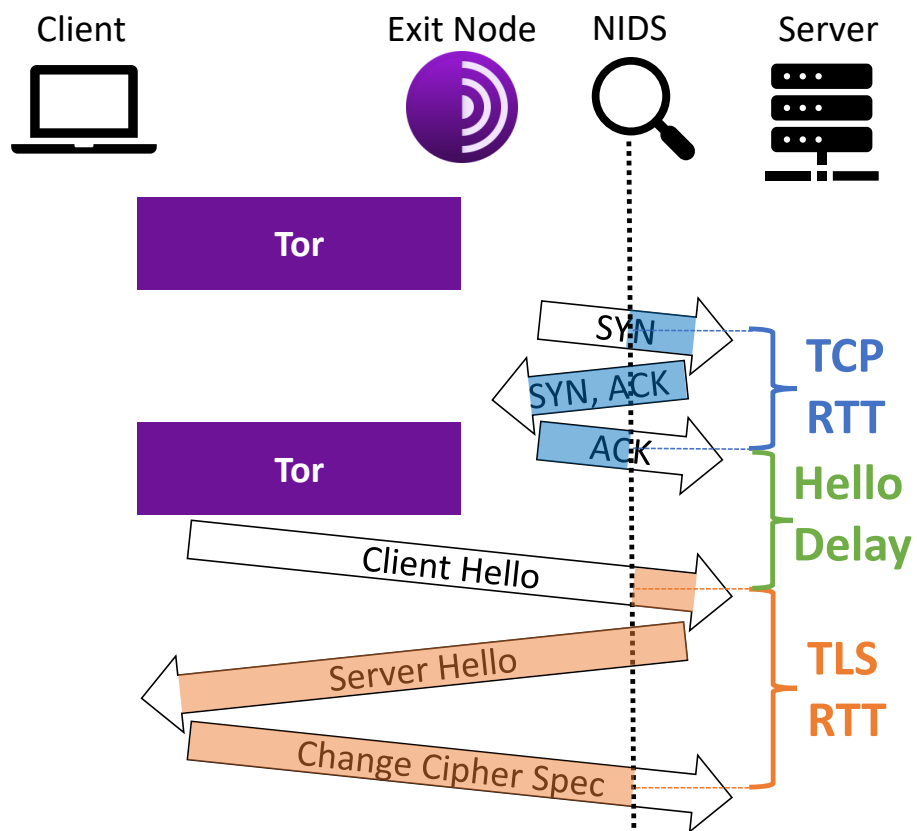 Client
Exit Node
NIDS
Server
Tor
SYN
SYN, ACK
TCP
RTT
Tor
ACK
Hello
Delay
Client Hello
Server Hello
TLS
RTT
Change Cipher Spec